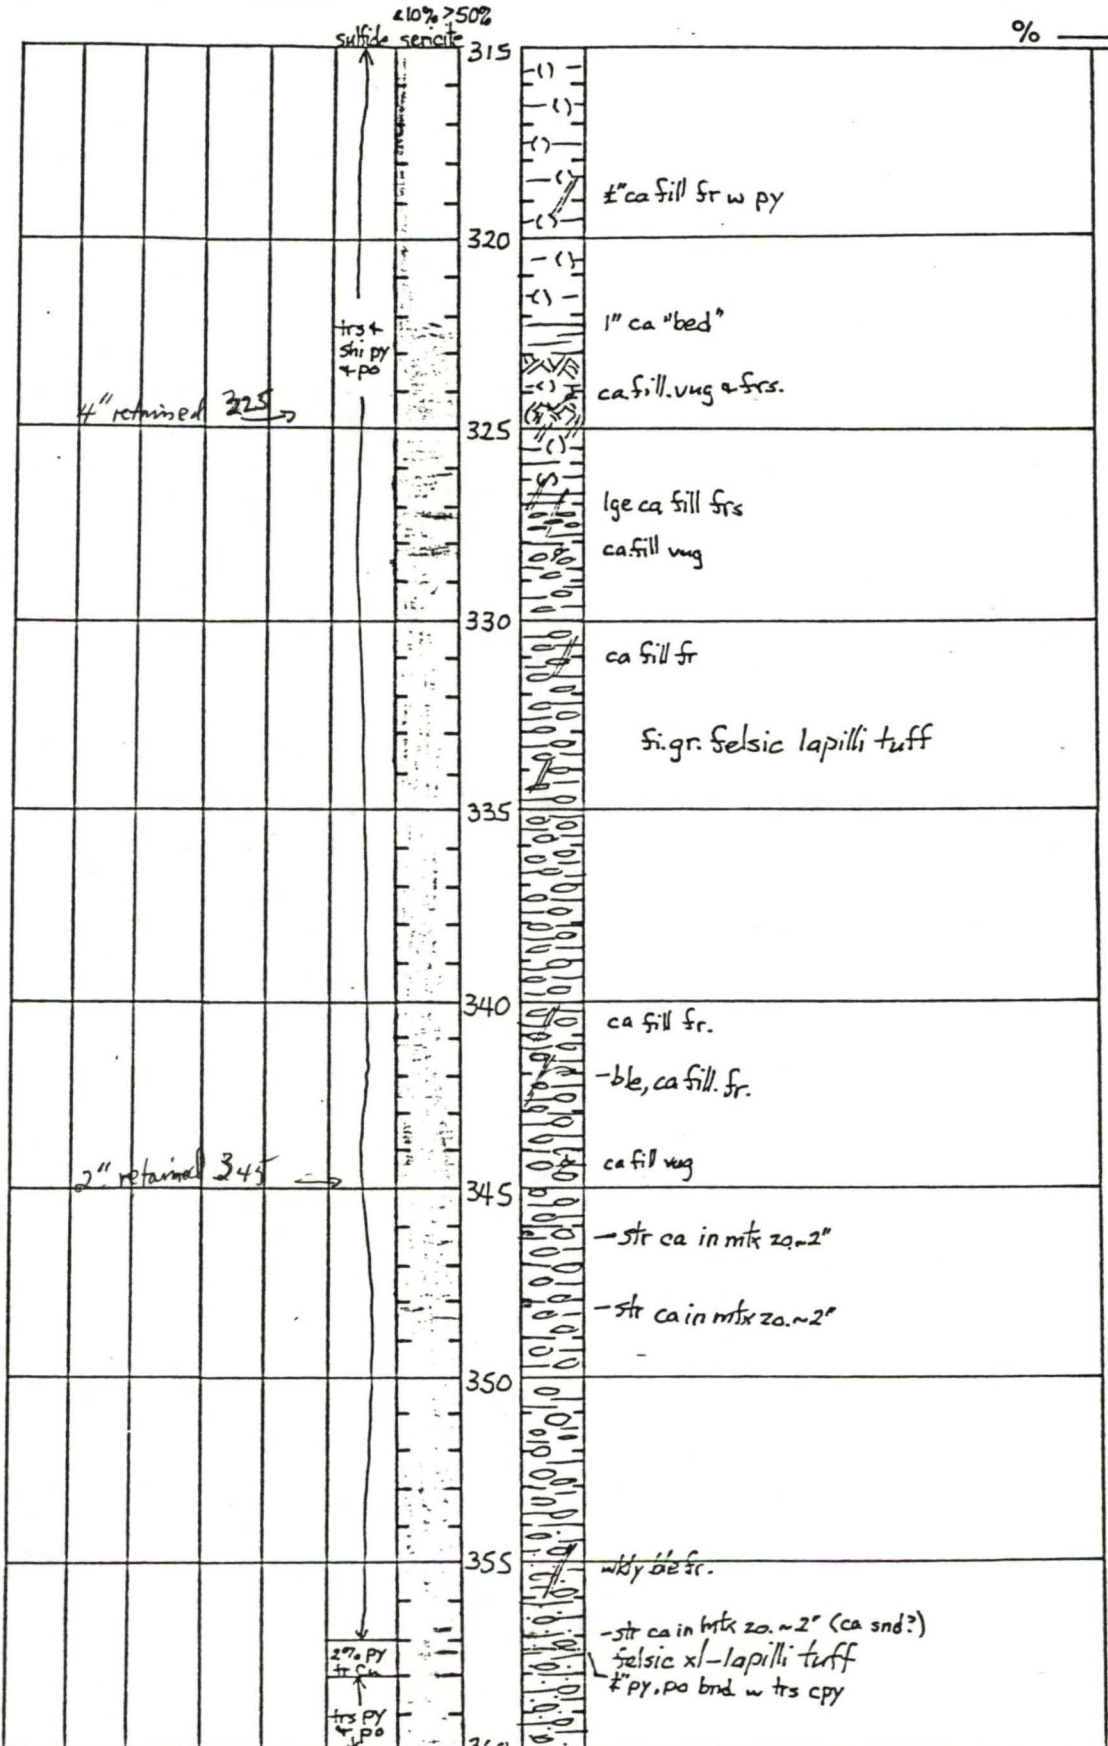 <10% >50%
sulfide sericite
%
315
¼" ca fill fr w py
320
1" ca "bed"
trs +
shi py
+ po
ca fill. vug + frs.
4" retained 325
325
lge ca fill frs
ca fill vug
330
ca fill fr
fi. gr. felsic lapilli tuff
335
340
ca fill fr.
-ble, ca fill. fr.
ca fill vug
2" retained 345
345
-str ca in mtx zo. ~2"
-str ca in mtx zo. ~2"
350
355
wkly ble fr.
-str ca in mtx zo. ~2" (ca snd?)
felsic xl-lapilli tuff
¼" py, po bnd w trs cpy
2% py
tr Cu
trs py
+ po